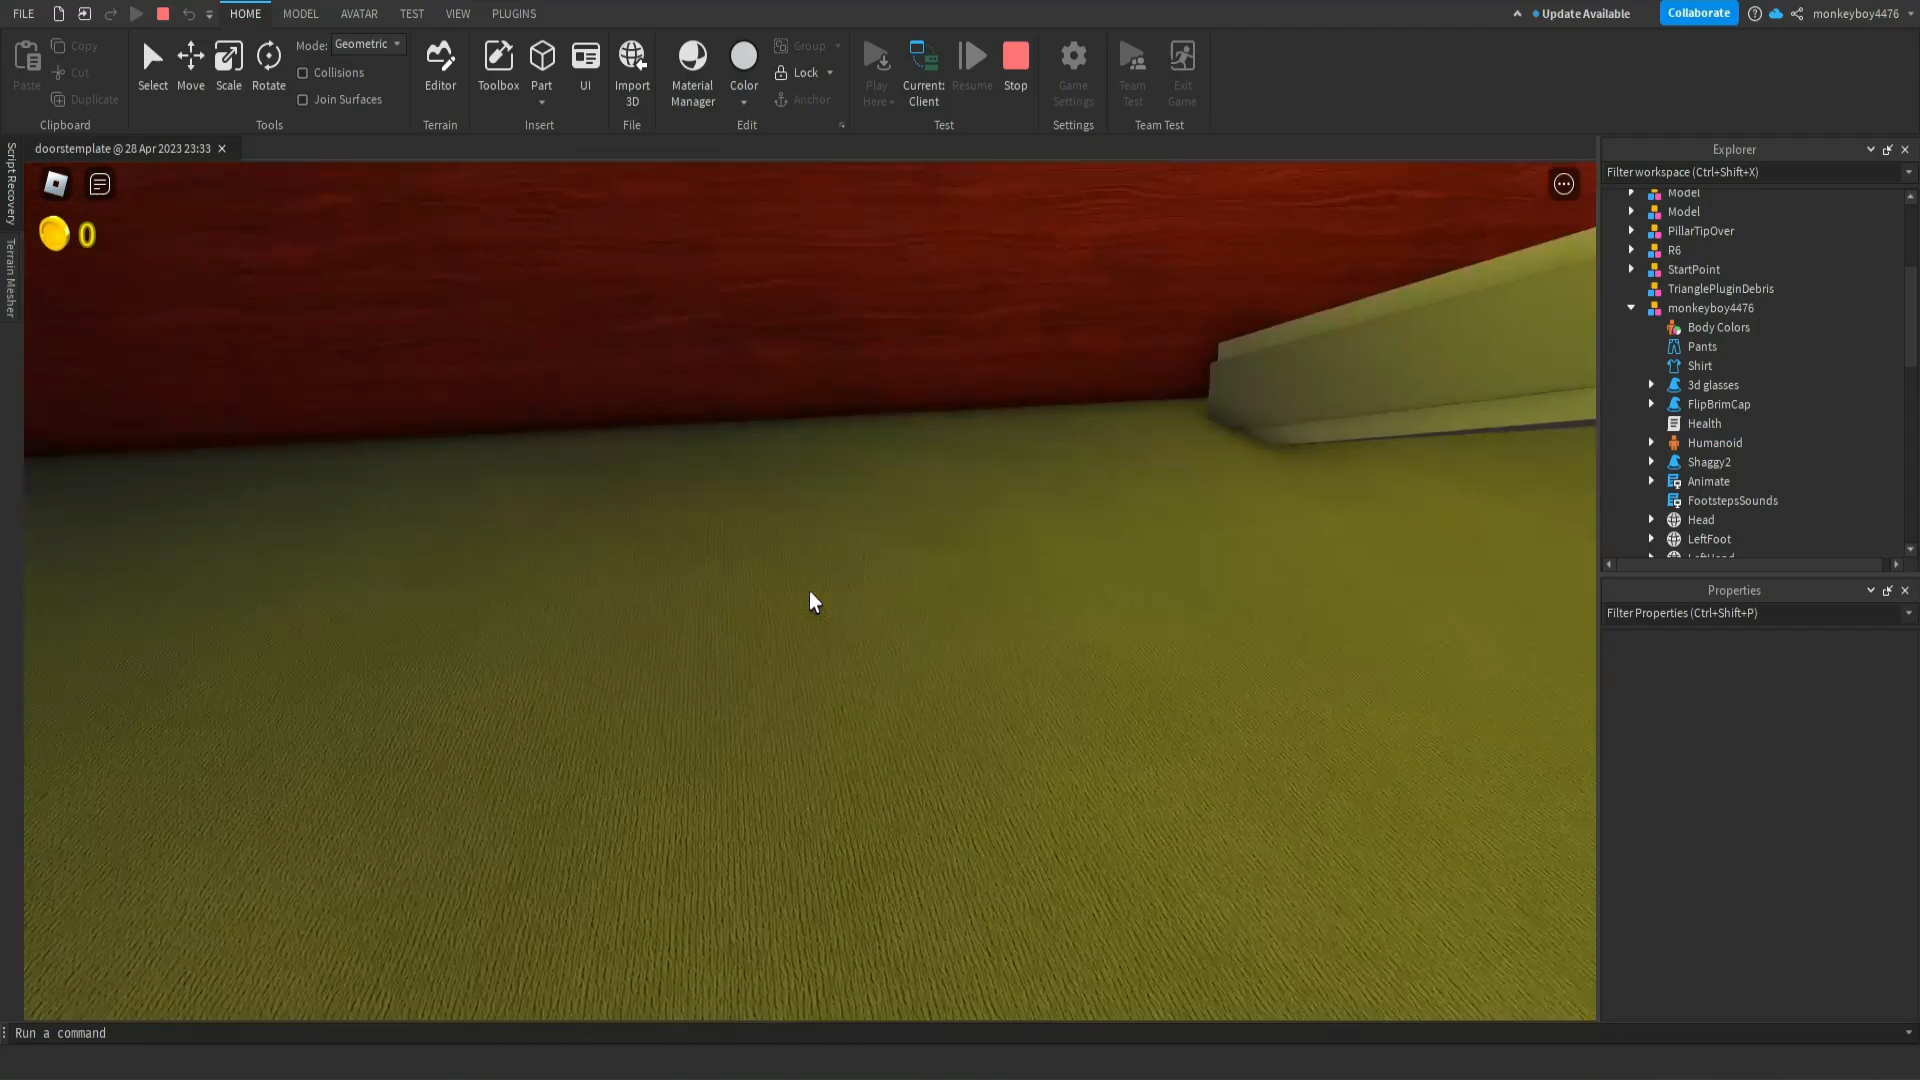 FILE HOME MODEL AVATAR TEST VIEW PLUGINS Update Available Collaborate monkeyboy4476
Paste Copy Cut Duplicate Clipboard
Select Move Scale Rotate Mode: Geometric Collisions Join Surfaces Tools
Editor Terrain
Toolbox Part UI Insert
Import 3D File
Material Manager Color Group Lock Anchor Edit
Play Here Current: Client Resume Stop Test
Game Settings Settings
Team Test Exit Game Team Test
Script Recovery
Terrain Mesher
doorstemplate @ 28 Apr 2023 23:33
0
Explorer
Filter workspace (Ctrl+Shift+X)
Model
Model
PillarTipOver
R6
StartPoint
TrianglePluginDebris
monkeyboy4476
Body Colors
Pants
Shirt
3d glasses
FlipBrimCap
Health
Humanoid
Shaggy2
Animate
FootstepsSounds
Head
LeftFoot
LeftHand
Properties
Filter Properties (Ctrl+Shift+P)
Run a command